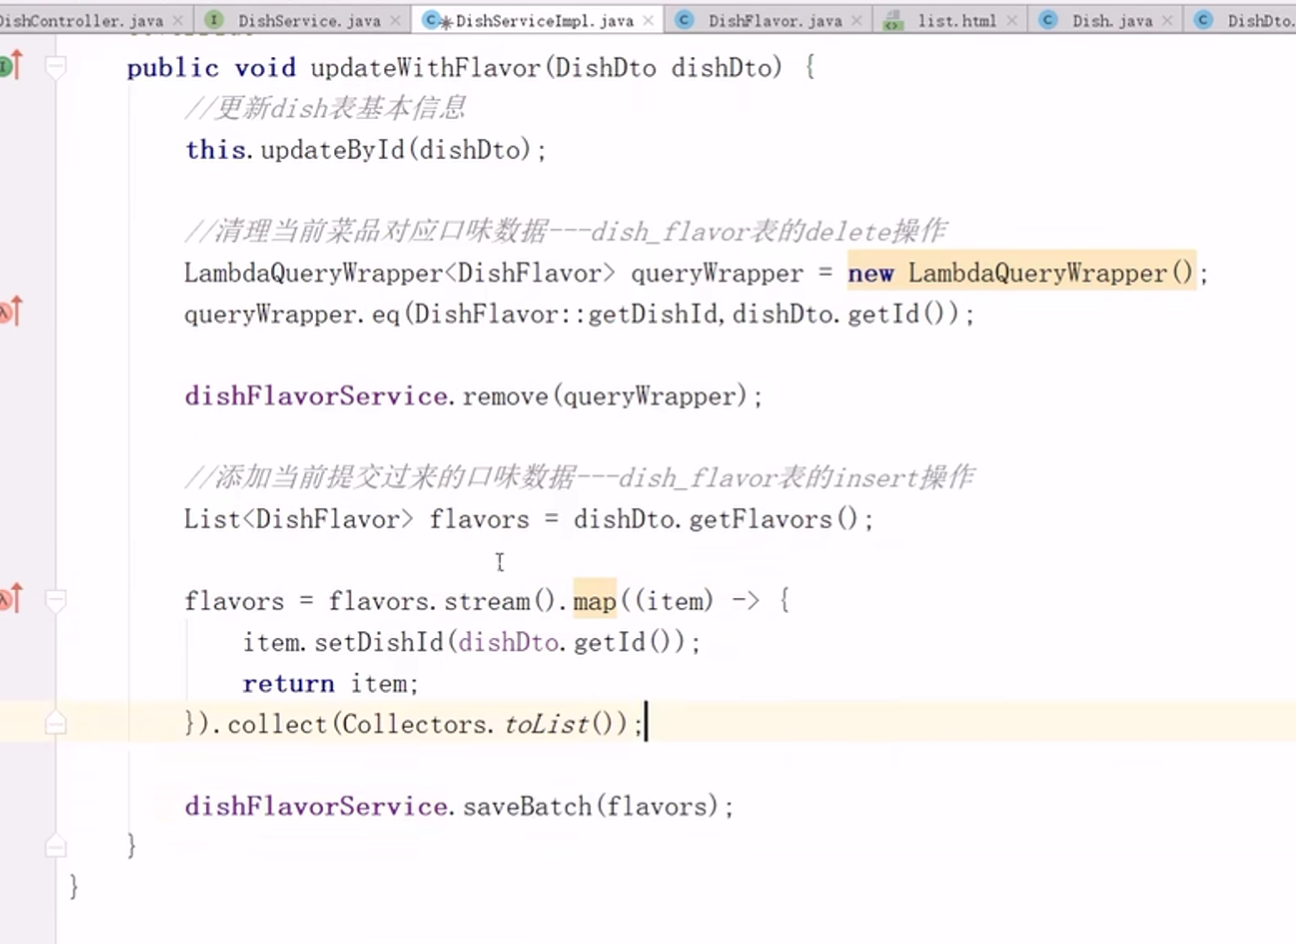 DishController.java × DishService.java × DishServiceImpl.java × DishFlavor.java × list.html × Dish.java × DishDto.
public void updateWithFlavor(DishDto dishDto) {
//更新dish表基本信息
this.updateById(dishDto);
//清理当前菜品对应口味数据---dish_flavor表的delete操作
LambdaQueryWrapper<DishFlavor> queryWrapper = new LambdaQueryWrapper();
queryWrapper.eq(DishFlavor::getDishId,dishDto.getId());
dishFlavorService.remove(queryWrapper);
//添加当前提交过来的口味数据---dish_flavor表的insert操作
List<DishFlavor> flavors = dishDto.getFlavors();
flavors = flavors.stream().map((item) -> {
item.setDishId(dishDto.getId());
return item;
}).collect(Collectors.toList());
dishFlavorService.saveBatch(flavors);
}
}